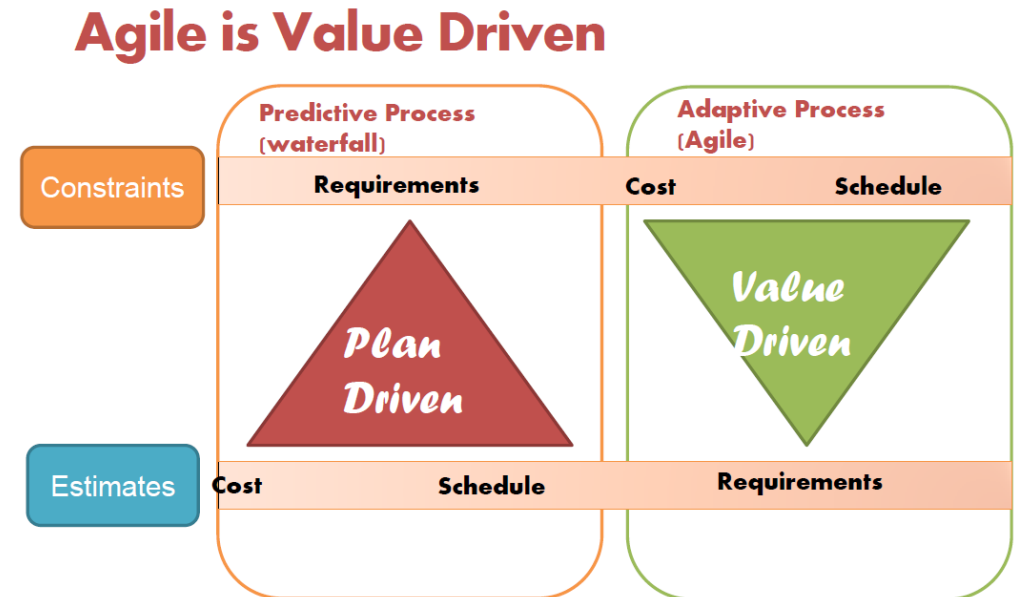 Agile is Value Driven
Predictive Process
(waterfall)
Adaptive Process
(Agile)
Constraints
Requirements
Cost
Schedule
Plan
Driven
Value
Driven
Estimates
Cost
Schedule
Requirements